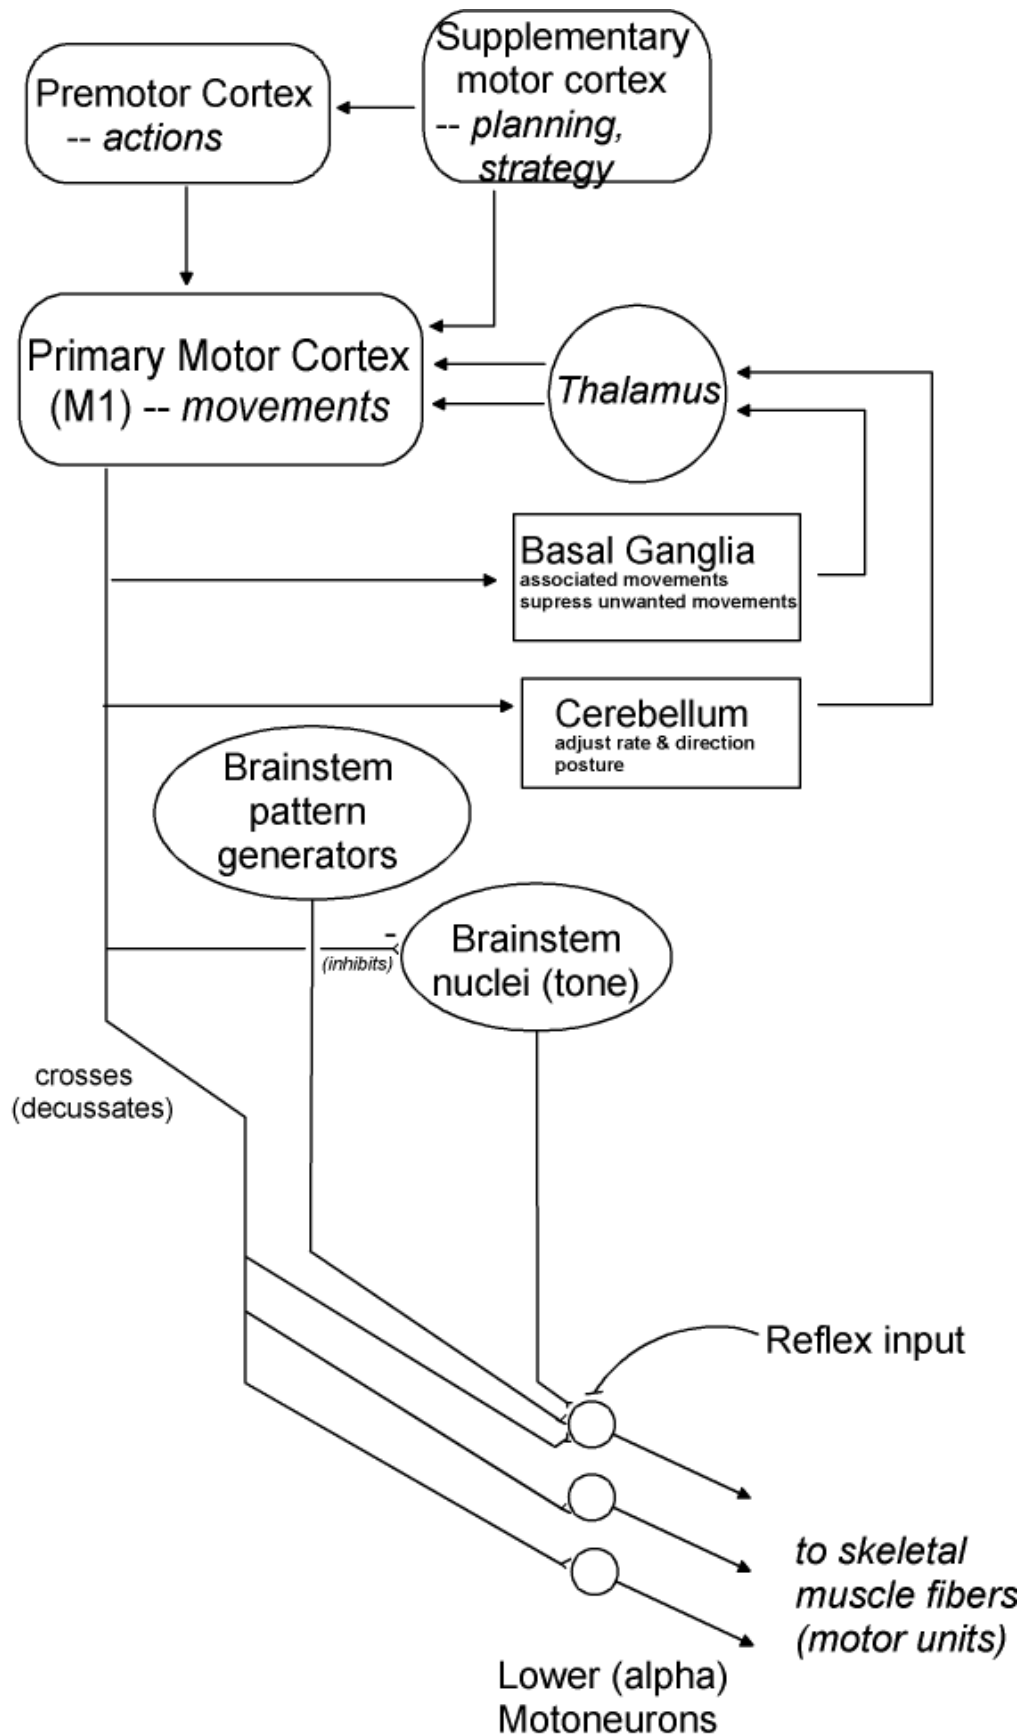 Supplementary
motor cortex
-- planning,
strategy
Premotor Cortex
-- actions
Primary Motor Cortex
(M1) -- movements
Thalamus
Basal Ganglia
associated movements
supress unwanted movements
Cerebellum
adjust rate & direction
posture
Brainstem
pattern
generators
-
(inhibits)
Brainstem
nuclei (tone)
crosses
(decussates)
Reflex input
to skeletal
muscle fibers
(motor units)
Lower (alpha)
Motoneurons